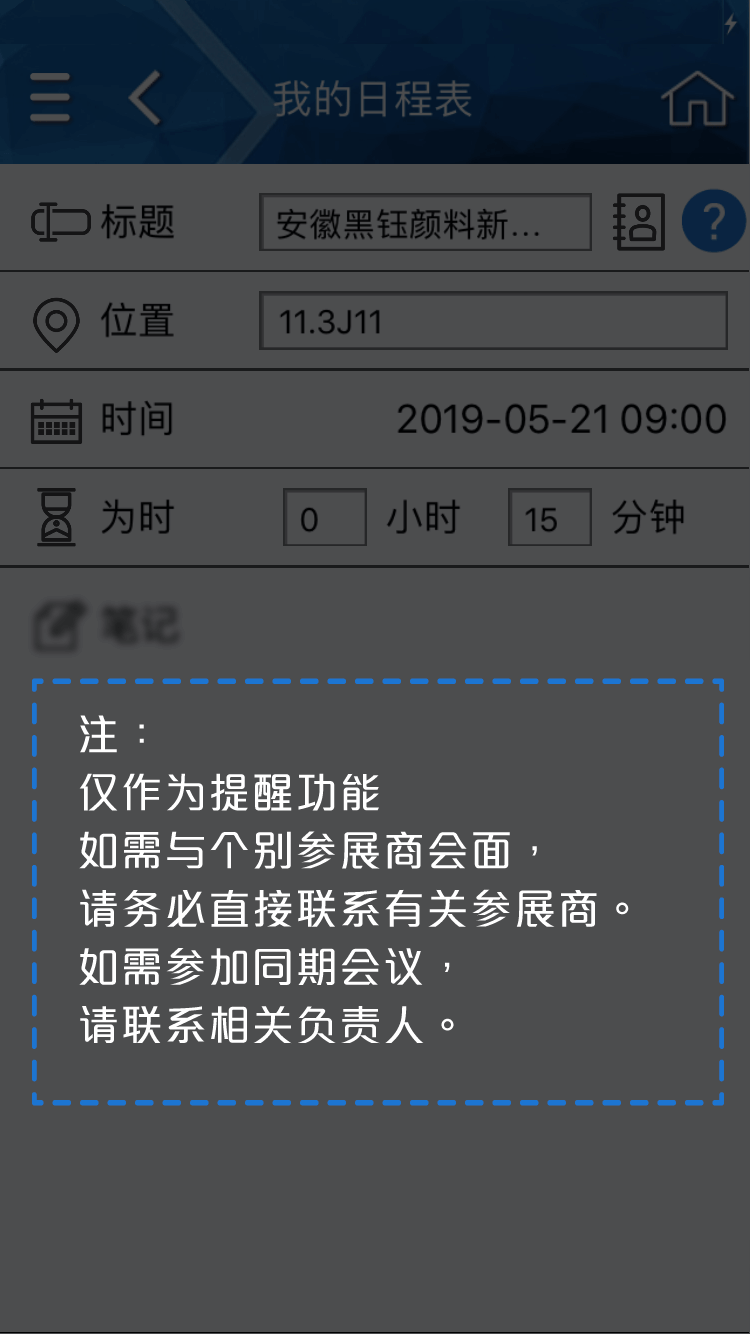 我的日程表
标题 安徽黑钰颜料新... ?
位置 11.3J11
时间 2019-05-21 09:00
为时 0 小时 15 分钟
笔记
注：
仅作为提醒功能
如需与个别参展商会面，
请务必直接联系有关参展商。
如需参加同期会议，
请联系相关负责人。